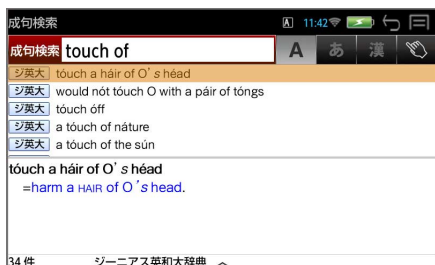 成句検索 A 11:42
成句検索 touch of A あ 漢
ジ英大 tóuch a háir of O's héad
ジ英大 would nót tóuch O with a páir of tóngs
ジ英大 tóuch óff
ジ英大 a tóuch of náture
ジ英大 a tóuch of the sún
tóuch a háir of O's héad
=harm a HAIR of O's head.
34 件 ジーニアス英和大辞典